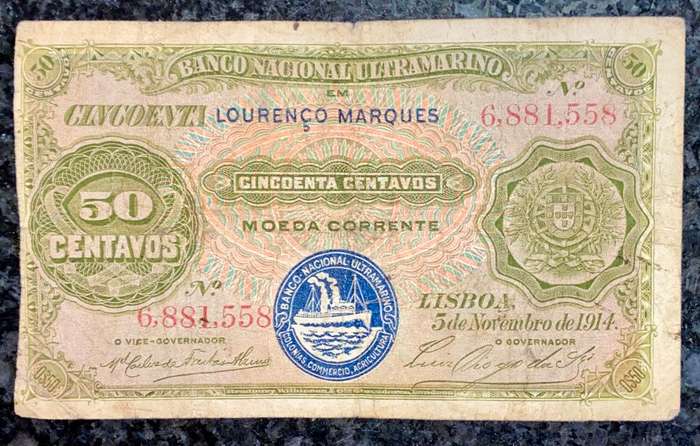 50 CENTAVOS
BANCO NACIONAL ULTRAMARINO
50 CENTAVOS
EM
Nº
CINCOENTA LOURENÇO MARQUES 6,881,558
CINCOENTA CENTAVOS
50
CENTAVOS
MOEDA CORRENTE
Nº
6,881,558
BANCO·NACIONAL·ULTRAMARINO
COLONIAS, COMMERCIO, AGRICULTURA
LISBOA,
5 de Novembro de 1914.
O VICE-GOVERNADOR
O GOVERNADOR